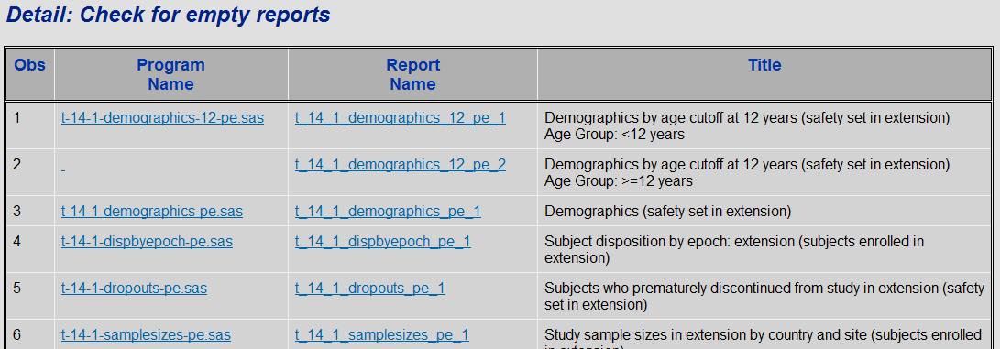 Detail: Check for empty reports
Obs Program Name Report Name Title
1 t-14-1-demographics-12-pe.sas t_14_1_demographics_12_pe_1 Demographics by age cutoff at 12 years (safety set in extension)
Age Group: <12 years
2 t_14_1_demographics_12_pe_2 Demographics by age cutoff at 12 years (safety set in extension)
Age Group: >=12 years
3 t-14-1-demographics-pe.sas t_14_1_demographics_pe_1 Demographics (safety set in extension)
4 t-14-1-dispbyepoch-pe.sas t_14_1_dispbyepoch_pe_1 Subject disposition by epoch: extension (subjects enrolled in
extension)
5 t-14-1-dropouts-pe.sas t_14_1_dropouts_pe_1 Subjects who prematurely discontinued from study in extension (safety
set in extension)
6 t-14-1-samplesizes-pe.sas t_14_1_samplesizes_pe_1 Study sample sizes in extension by country and site (subjects enrolled